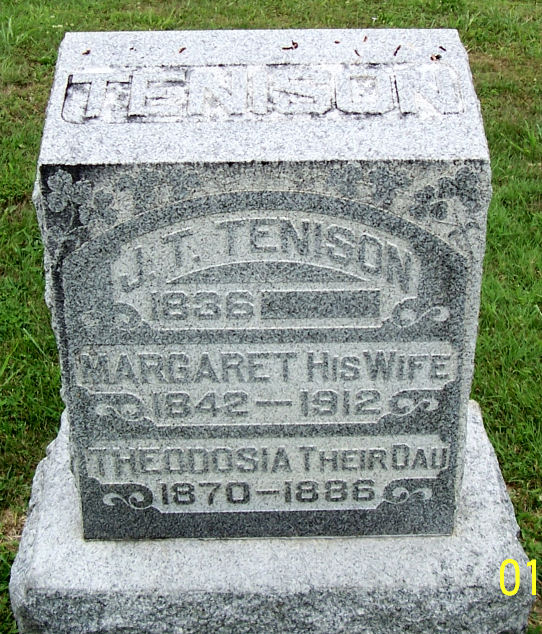 TENISON
J. T. TENISON
1836
MARGARET HIS WIFE
1842—1912
THEODOSIA THEIR DAU
1870—1886
01